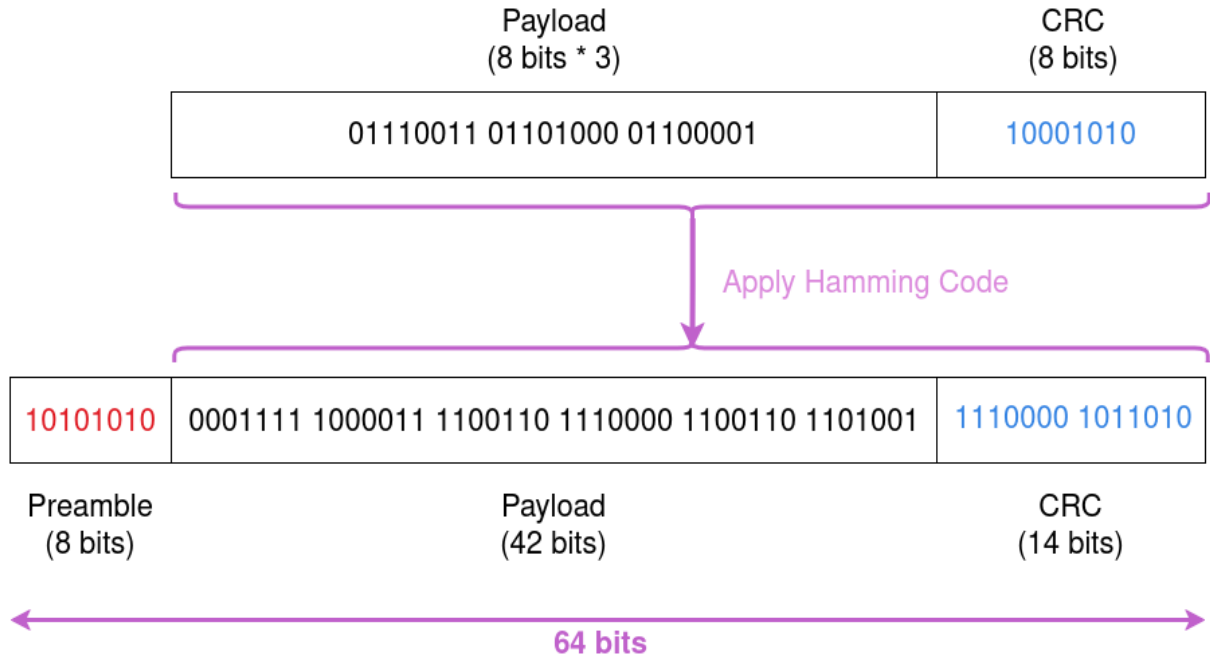 Payload
(8 bits * 3)
CRC
(8 bits)
01110011 01101000 01100001
10001010
Apply Hamming Code
10101010
0001111 1000011 1100110 1110000 1100110 1101001
1110000 1011010
Preamble
(8 bits)
Payload
(42 bits)
CRC
(14 bits)
64 bits